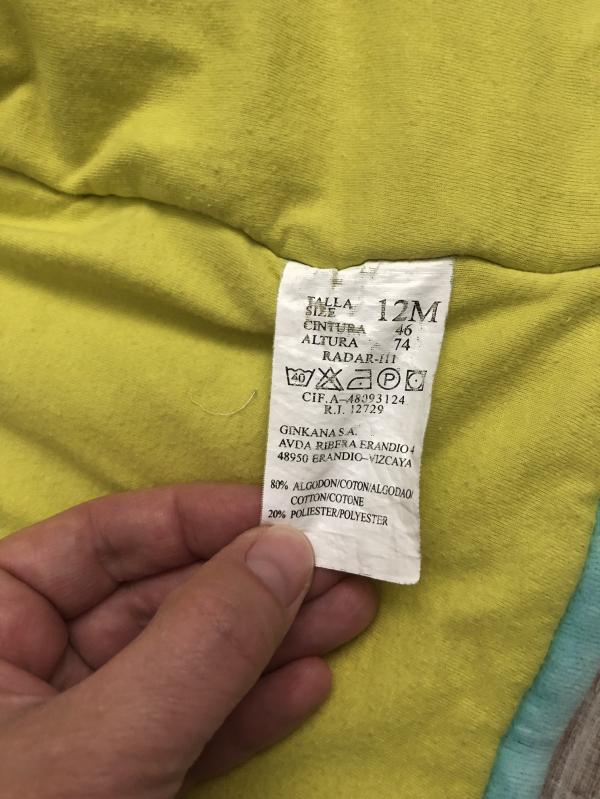 TALLA
SIZE 12M
CINTURA 46
ALTURA 74
RADAR-III
40 P
CIF. A-48093124
R.I. 12729
GINKANA S.A.
AVDA RIBERA ERANDIO 4
48950 ERANDIO-VIZCAYA
80% ALGODON/COTON/ALGODAO/
COTTON/COTONE
20% POLIESTER/POLYESTER